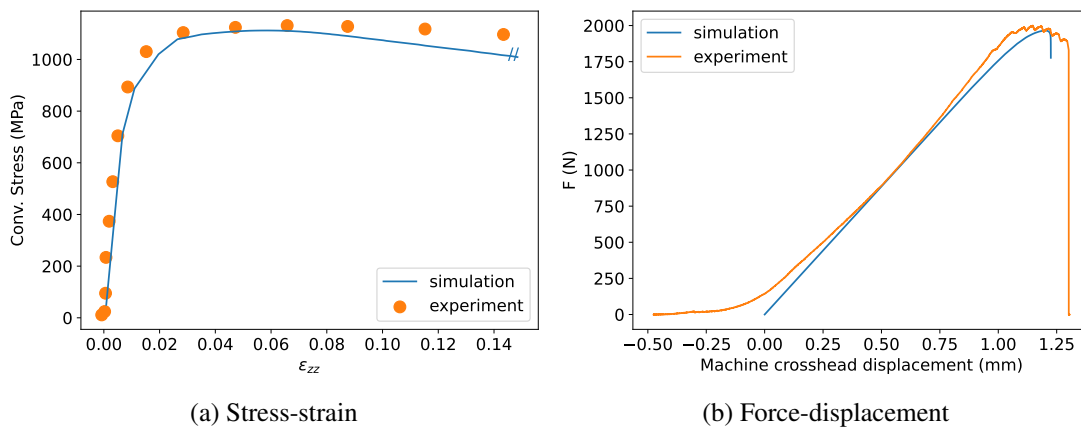 1000
800
600
400
200
0
Conv. Stress (MPa)
0.00 0.02 0.04 0.06 0.08 0.10 0.12 0.14
εzz
simulation
experiment
(a) Stress-strain
2000
1750
1500
1250
1000
750
500
250
0
F (N)
−0.50 −0.25 0.00 0.25 0.50 0.75 1.00 1.25
Machine crosshead displacement (mm)
simulation
experiment
(b) Force-displacement